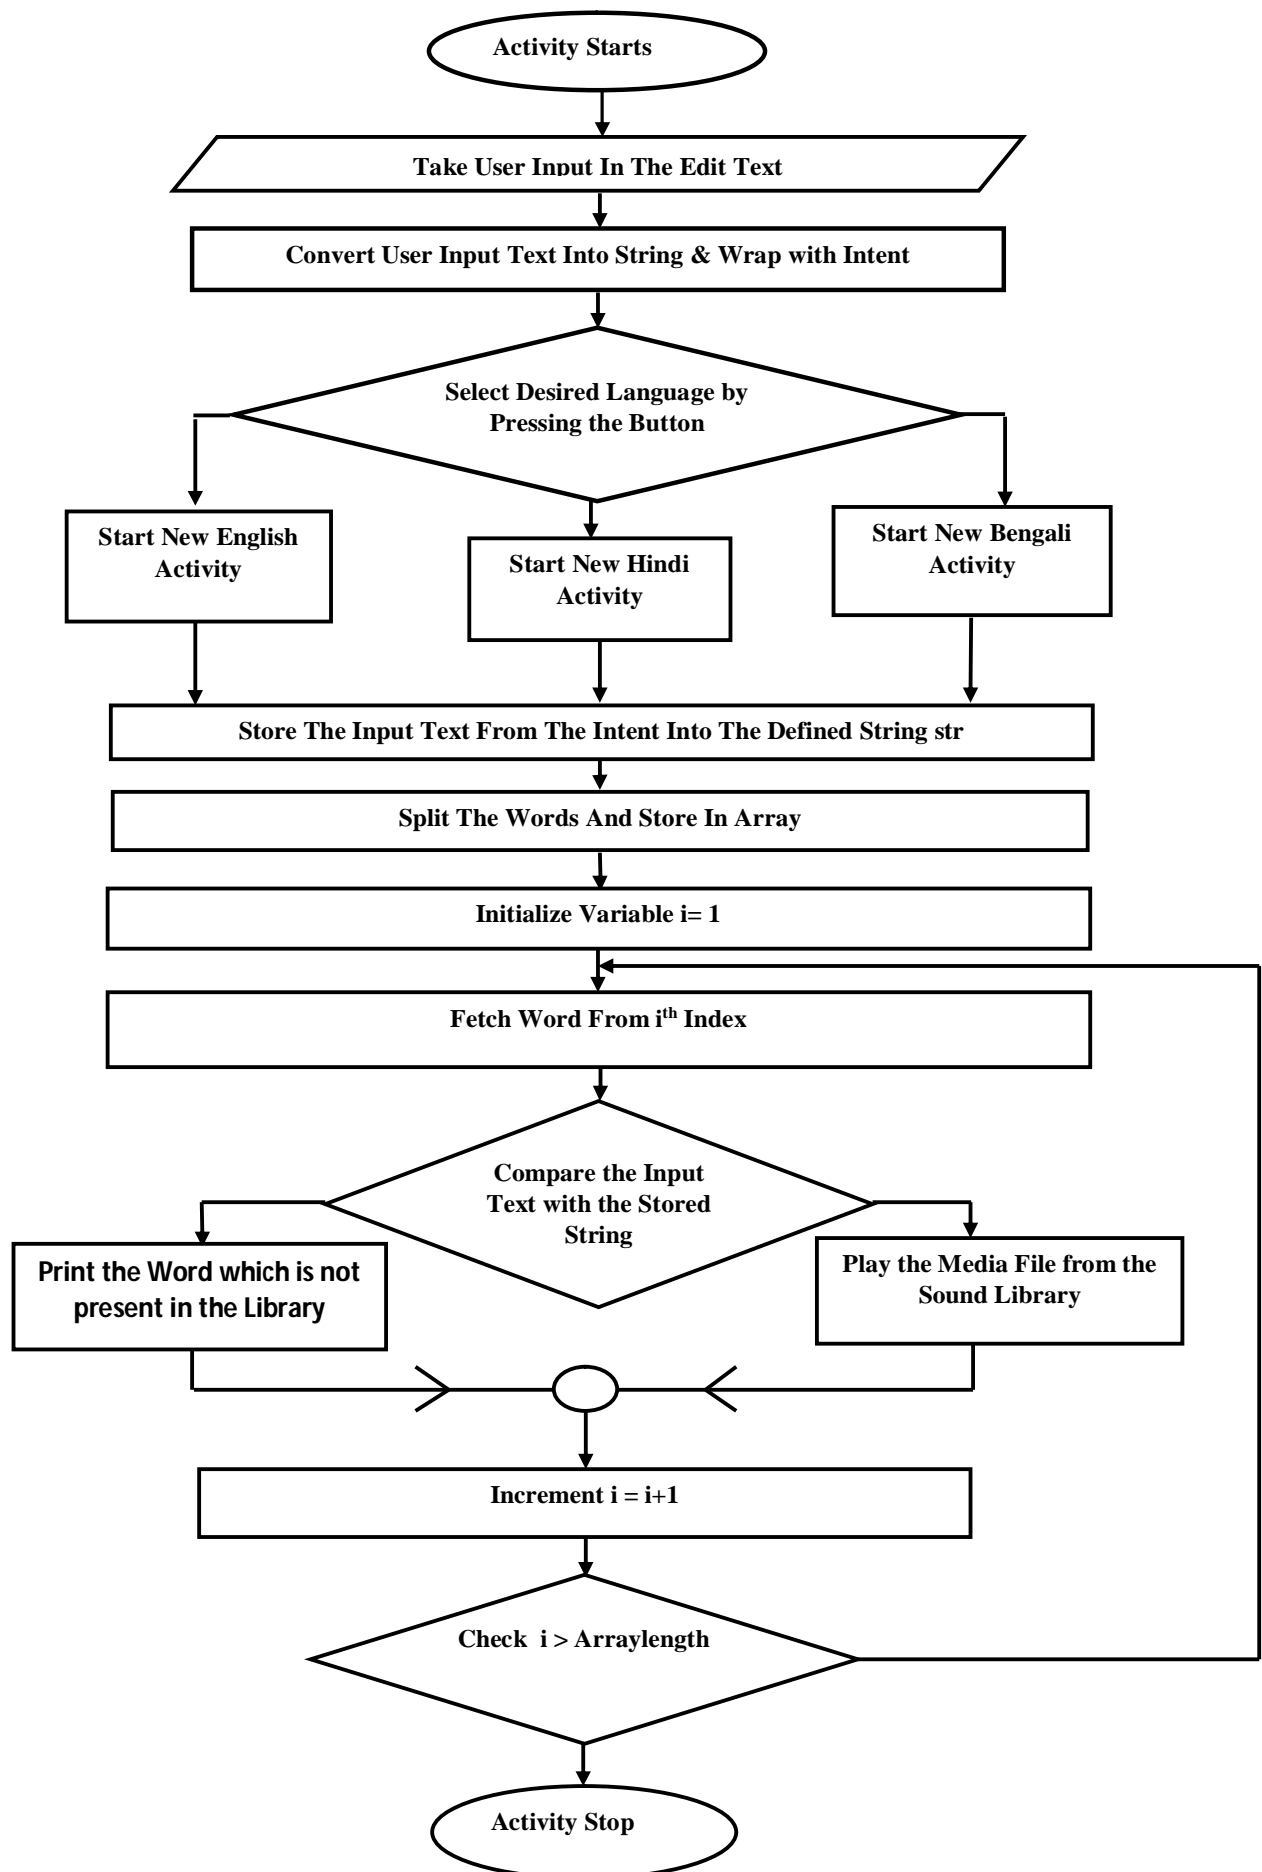 Activity Starts
Take User Input In The Edit Text
Convert User Input Text Into String & Wrap with Intent
Select Desired Language by
Pressing the Button
Start New English
Activity
Start New Hindi
Activity
Start New Bengali
Activity
Store The Input Text From The Intent Into The Defined String str
Split The Words And Store In Array
Initialize Variable i= 1
Fetch Word From iᵗʰ Index
Compare the Input
Text with the Stored
String
Print the Word which is not
present in the Library
Play the Media File from the
Sound Library
Increment i = i+1
Check i > Arraylength
Activity Stop